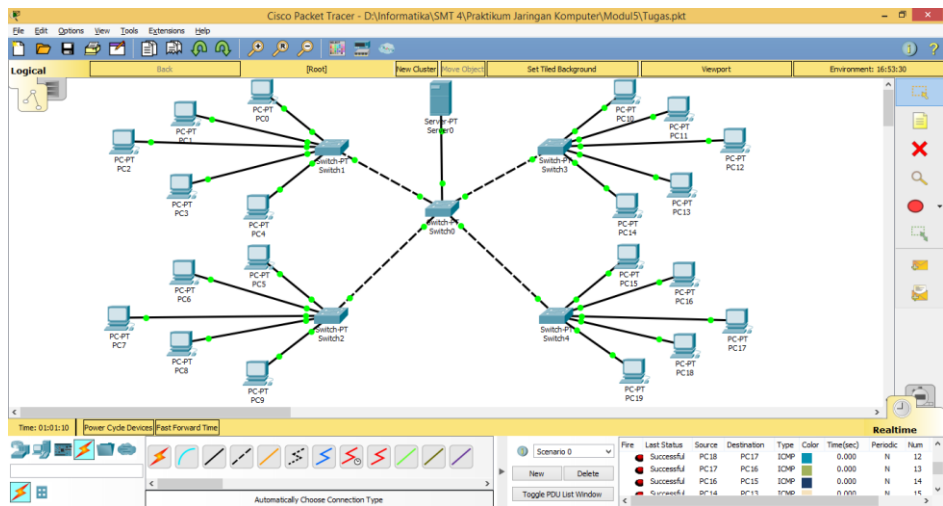 Cisco Packet Tracer - D:\Informatika\SMT 4\Praktikum Jaringan Komputer\Modul5\Tugas.pkt
File Edit Options View Tools Extensions Help
Logical Back [Root] New Cluster Move Object Set Tiled Background Viewport Environment: 16:53:30
PC-PT
PC0
PC-PT
PC1
PC-PT
PC2
PC-PT
PC3
PC-PT
PC4
Switch-PT
Switch1
Server-PT
Server0
PC-PT
PC10
PC-PT
PC11
PC-PT
PC12
PC-PT
PC13
PC-PT
PC14
Switch-PT
Switch3
Switch-PT
Switch0
PC-PT
PC5
PC-PT
PC6
PC-PT
PC7
PC-PT
PC8
PC-PT
PC9
Switch-PT
Switch2
PC-PT
PC15
PC-PT
PC16
PC-PT
PC17
PC-PT
PC18
PC-PT
PC19
Switch-PT
Switch4
Time: 01:01:10 Power Cycle Devices Fast Forward Time Realtime
Automatically Choose Connection Type
Scenario 0
New Delete
Toggle PDU List Window
Fire Last Status Source Destination Type Color Time(sec) Periodic Num
Successful PC18 PC17 ICMP 0.000 N 12
Successful PC17 PC16 ICMP 0.000 N 13
Successful PC16 PC15 ICMP 0.000 N 14
Successful PC14 PC13 ICMP 0.000 N 15